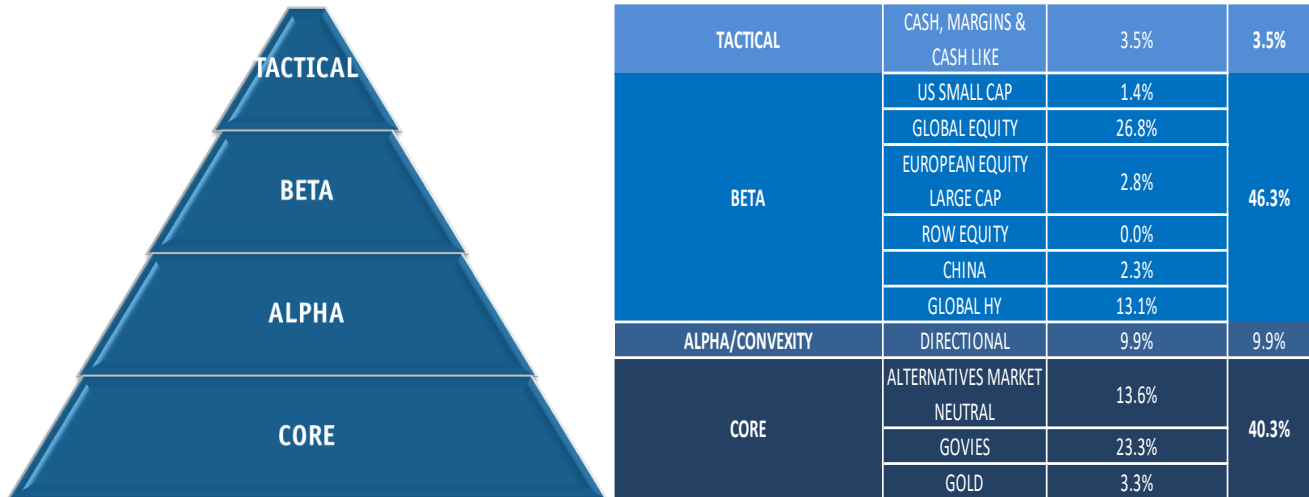 TACTICAL
BETA
ALPHA
CORE
TACTICAL
CASH, MARGINS &
CASH LIKE
3.5%
3.5%
BETA
US SMALL CAP
1.4%
GLOBAL EQUITY
26.8%
EUROPEAN EQUITY
LARGE CAP
2.8%
ROW EQUITY
0.0%
CHINA
2.3%
GLOBAL HY
13.1%
46.3%
ALPHA/CONVEXITY
DIRECTIONAL
9.9%
9.9%
CORE
ALTERNATIVES MARKET
NEUTRAL
13.6%
GOVIES
23.3%
GOLD
3.3%
40.3%